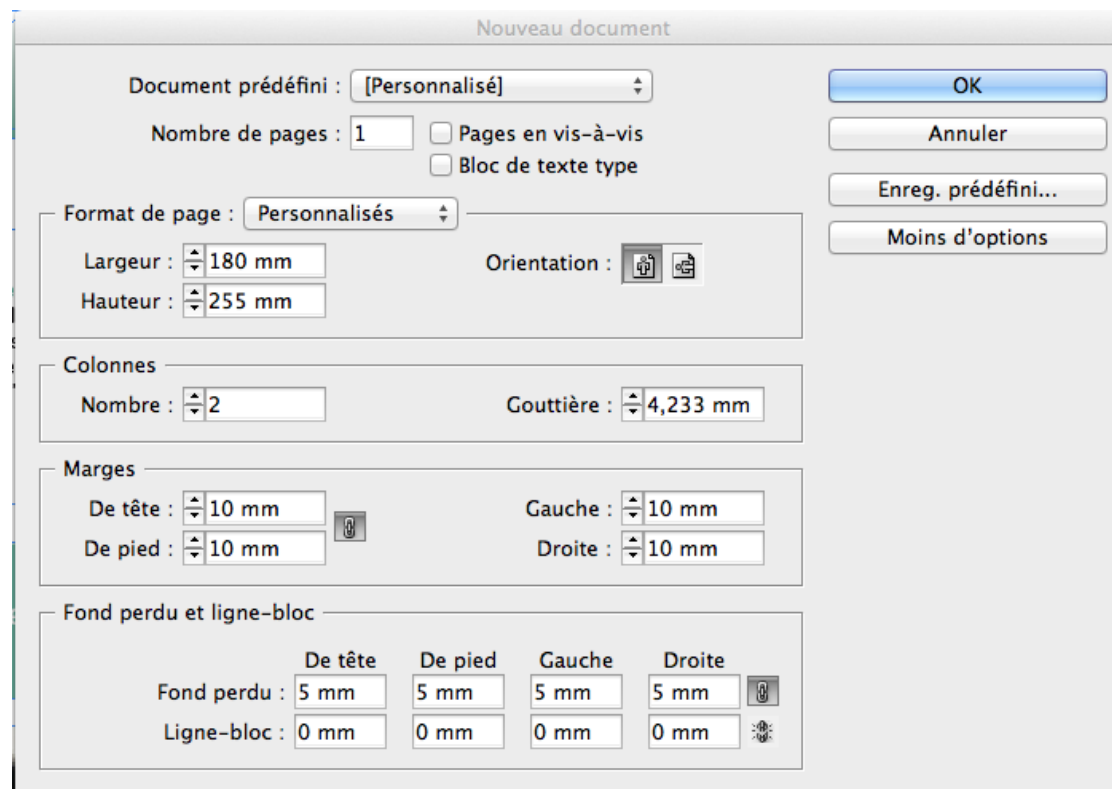 Nouveau document
Document prédéfini : [Personnalisé]
OK
Nombre de pages : 1 Pages en vis-à-vis
Annuler
Bloc de texte type
Enreg. prédéfini...
Format de page : Personnalisés
Moins d'options
Largeur : 180 mm Orientation :
Hauteur : 255 mm
Colonnes
Nombre : 2 Gouttière : 4,233 mm
Marges
De tête : 10 mm Gauche : 10 mm
De pied : 10 mm Droite : 10 mm
Fond perdu et ligne-bloc
De tête De pied Gauche Droite
Fond perdu : 5 mm 5 mm 5 mm 5 mm
Ligne-bloc : 0 mm 0 mm 0 mm 0 mm